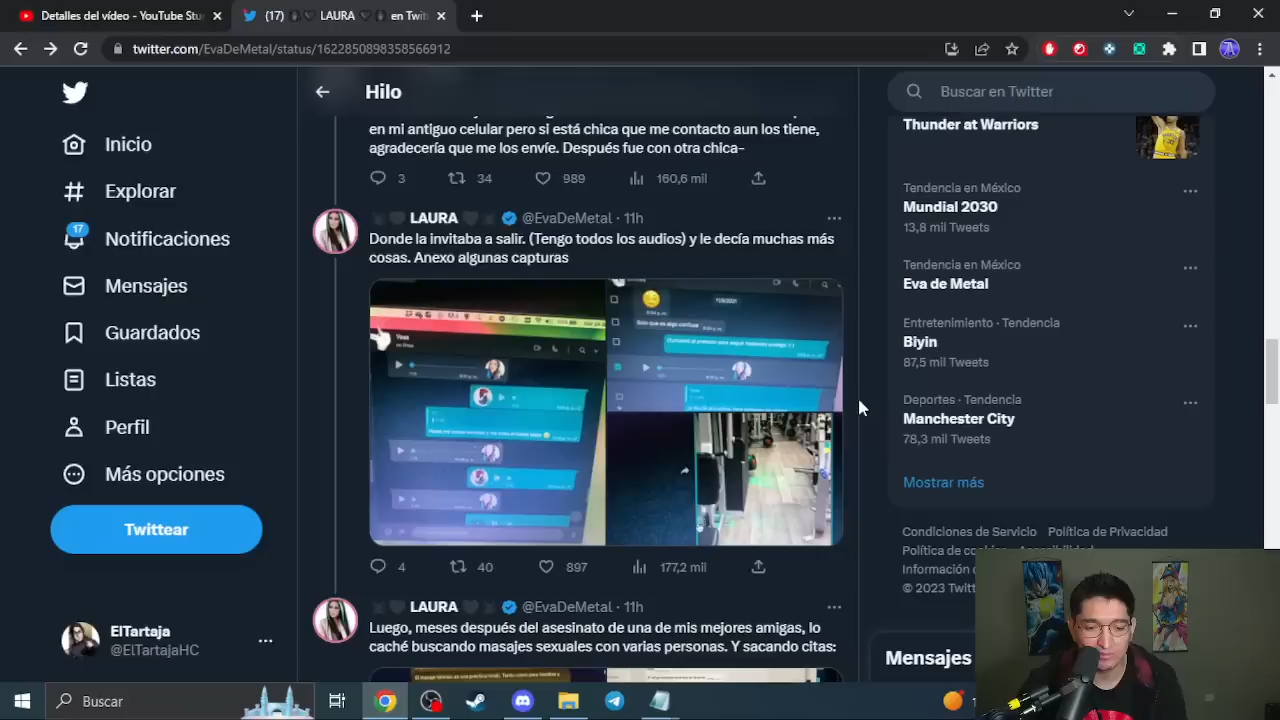 Detalles del vídeo - YouTube Stu
(17) LAURA en Twit
twitter.com/EvaDeMetal/status/1622850898358566912
Inicio
Explorar
17
Notificaciones
Mensajes
Guardados
Listas
Perfil
Más opciones
Twittear
ElTartaja
@ElTartajaHC
Hilo
en mi antiguo celular pero si está chica que me contacto aun los tiene,
agradecería que me los envíe. Después fue con otra chica-
3 34 989 160,6 mil
LAURA @EvaDeMetal · 11h
Donde la invitaba a salir. (Tengo todos los audios) y le decía muchas más
cosas. Anexo algunas capturas
4 40 897 177,2 mil
LAURA @EvaDeMetal · 11h
Luego, meses después del asesinato de una de mis mejores amigas, lo
caché buscando masajes sexuales con varias personas. Y sacando citas:
Buscar en Twitter
Thunder at Warriors
Tendencia en México
Mundial 2030
13,8 mil Tweets
Tendencia en México
Eva de Metal
Entretenimiento · Tendencia
Biyin
87,5 mil Tweets
Deportes · Tendencia
Manchester City
78,3 mil Tweets
Mostrar más
Condiciones de Servicio Política de Privacidad
Política de
Información
© 2023 Twit
Mensajes
Buscar